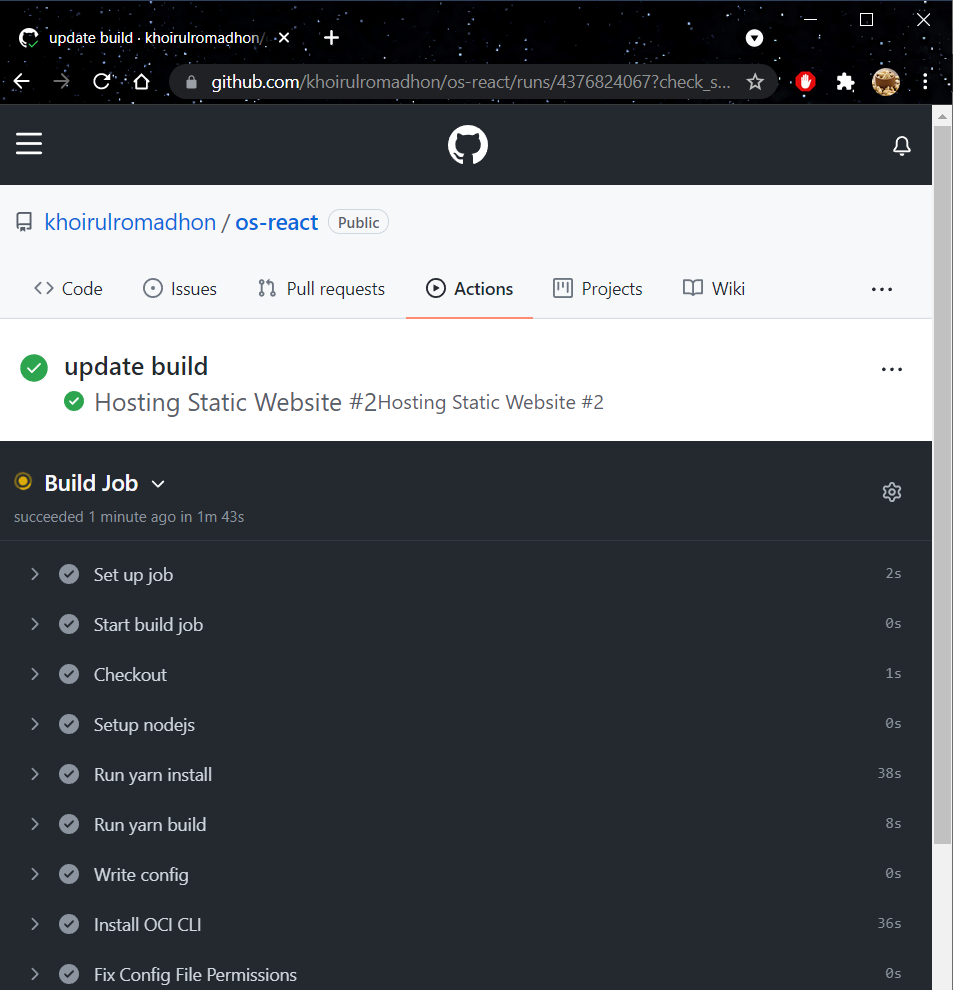 update build · khoirulromadhon/
github.com/khoirulromadhon/os-react/runs/4376824067?check_s...
khoirulromadhon / os-react Public
Code Issues Pull requests Actions Projects Wiki ...
update build ...
Hosting Static Website #2Hosting Static Website #2
Build Job
succeeded 1 minute ago in 1m 43s
Set up job 2s
Start build job 0s
Checkout 1s
Setup nodejs 0s
Run yarn install 38s
Run yarn build 8s
Write config 0s
Install OCI CLI 36s
Fix Config File Permissions 0s